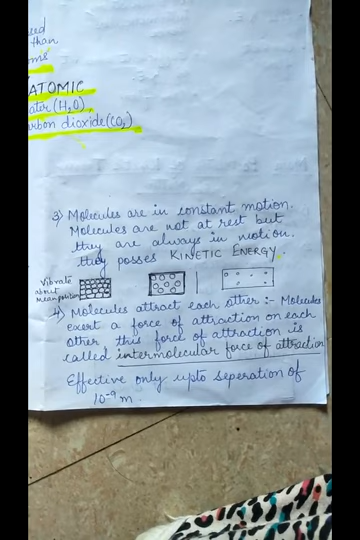 than
ATOMIC
ater (H2O),
arbon dioxide (CO2)
3) Molecules are in constant motion.
Molecules are not at rest but
they are always in motion.
they posses KINETIC ENERGY.
Vibrate
about
mean position
4) Molecules attract each other :- Molecules
exert a force of attraction on each
other, this force of attraction is
called intermolecular force of attraction
Effective only upto seperation of
10⁻⁹ m